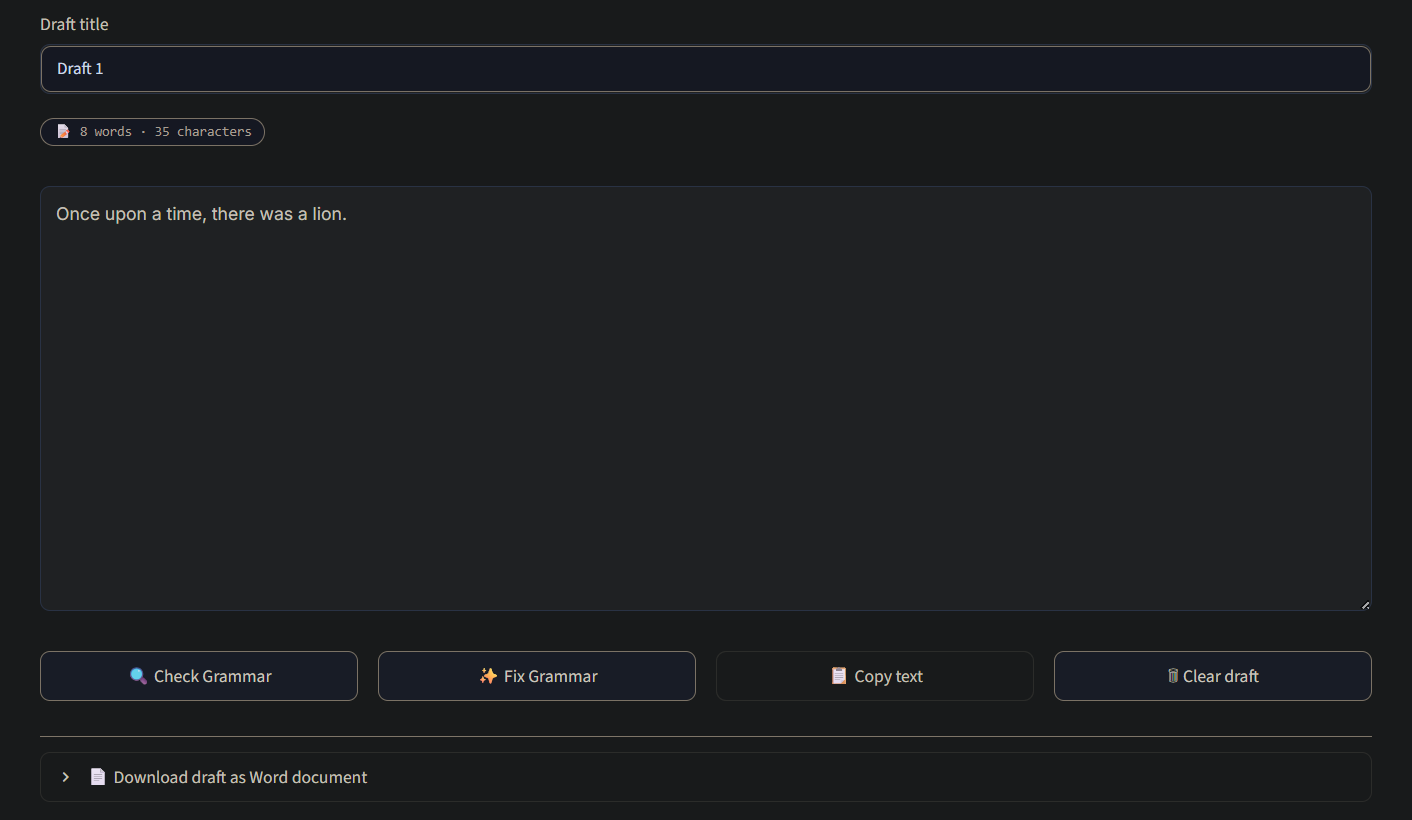 Draft title
Draft 1
8 words · 35 characters
Once upon a time, there was a lion.
Check Grammar
Fix Grammar
Copy text
Clear draft
Download draft as Word document